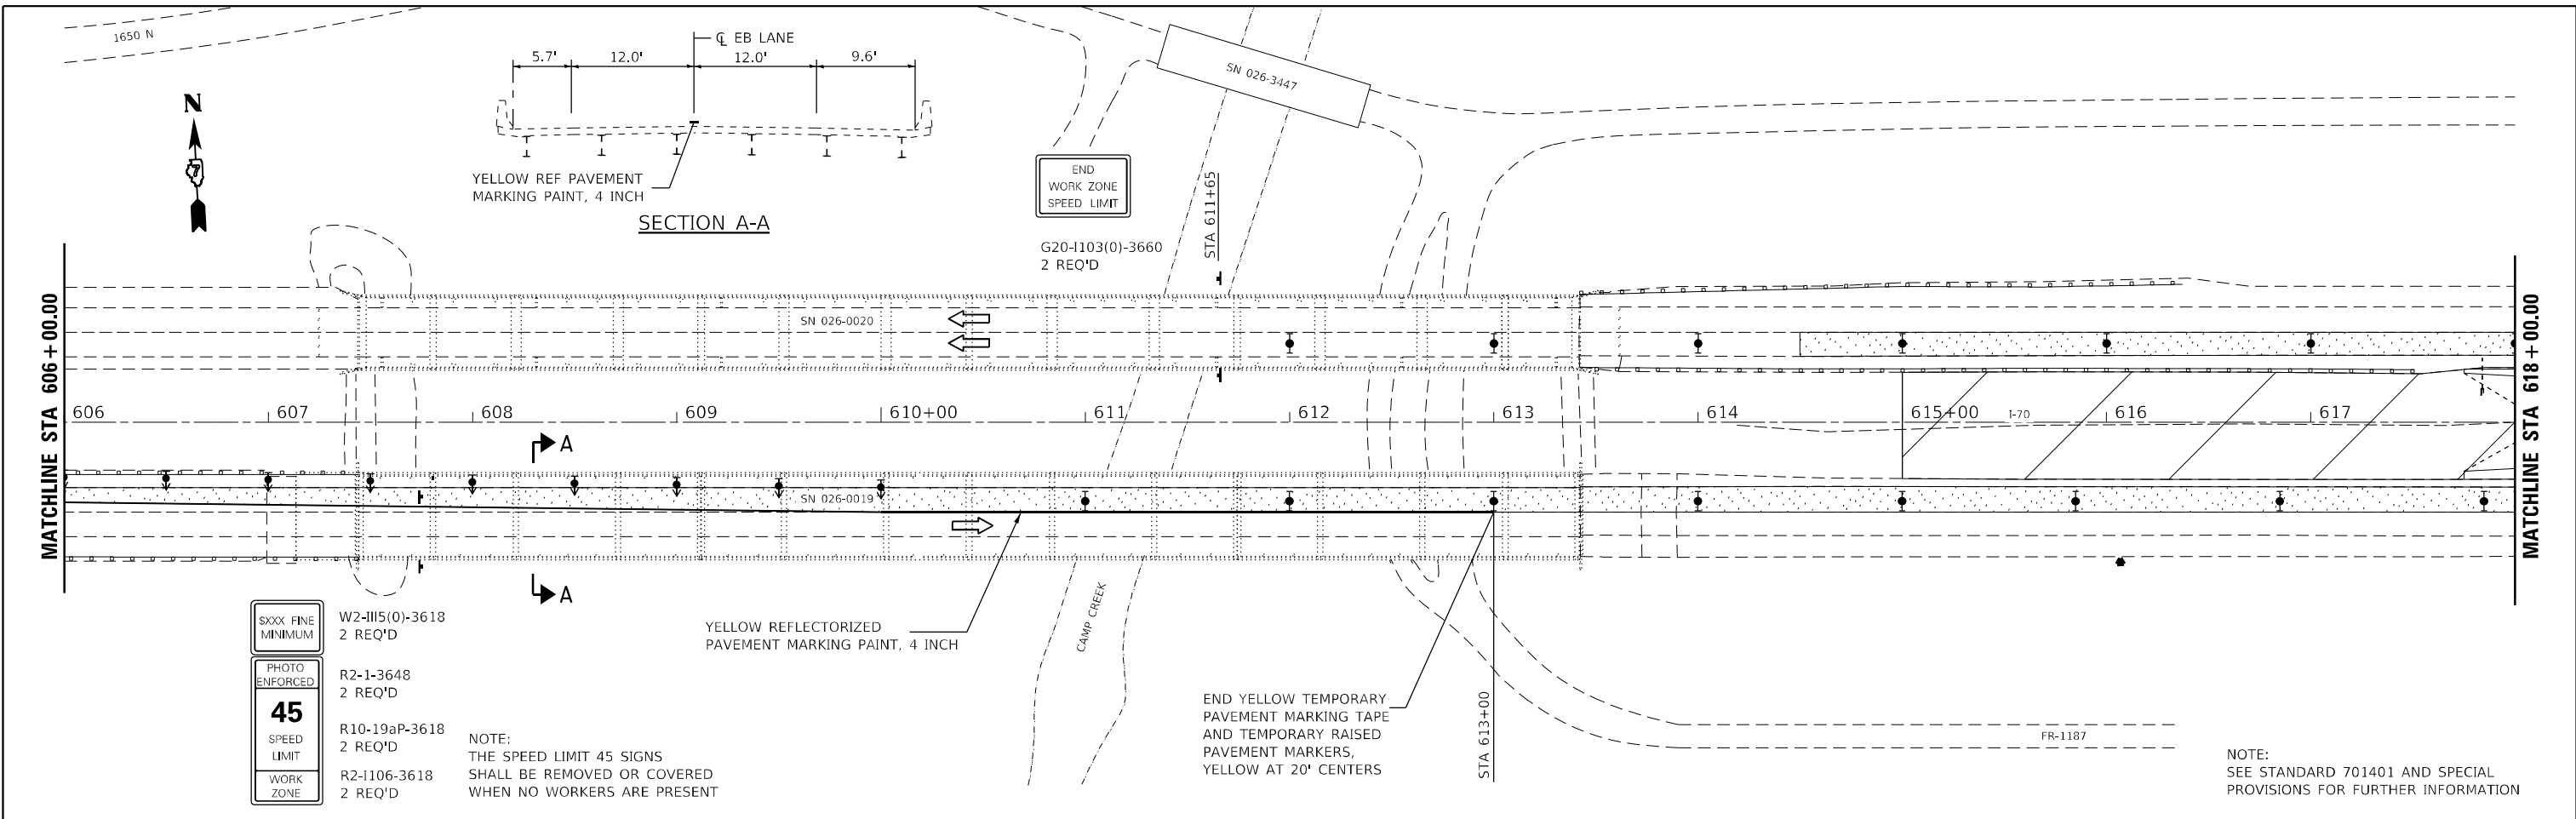 1650 N
N
7
℄ EB LANE
5.7' 12.0' 12.0' 9.6'
YELLOW REF PAVEMENT
MARKING PAINT, 4 INCH
SECTION A-A
SN 026-3447
END
WORK ZONE
SPEED LIMIT
G20-I103(0)-3660
2 REQ'D
STA 611+65
MATCHLINE STA 606+00.00
SN 026-0020
606 607 608 609 610+00 611 612 613 614 615+00 I-70 616 617
MATCHLINE STA 618+00.00
A
SN 026-0019
A
$XXX FINE
MINIMUM
W2-III5(0)-3618
2 REQ'D
PHOTO
ENFORCED
R2-1-3648
2 REQ'D
45
SPEED
LIMIT
R10-19aP-3618
2 REQ'D
WORK
ZONE
R2-I106-3618
2 REQ'D
NOTE:
THE SPEED LIMIT 45 SIGNS
SHALL BE REMOVED OR COVERED
WHEN NO WORKERS ARE PRESENT
YELLOW REFLECTORIZED
PAVEMENT MARKING PAINT, 4 INCH
CAMP CREEK
END YELLOW TEMPORARY
PAVEMENT MARKING TAPE
AND TEMPORARY RAISED
PAVEMENT MARKERS,
YELLOW AT 20' CENTERS
STA 613+00
FR-1187
NOTE:
SEE STANDARD 701401 AND SPECIAL
PROVISIONS FOR FURTHER INFORMATION